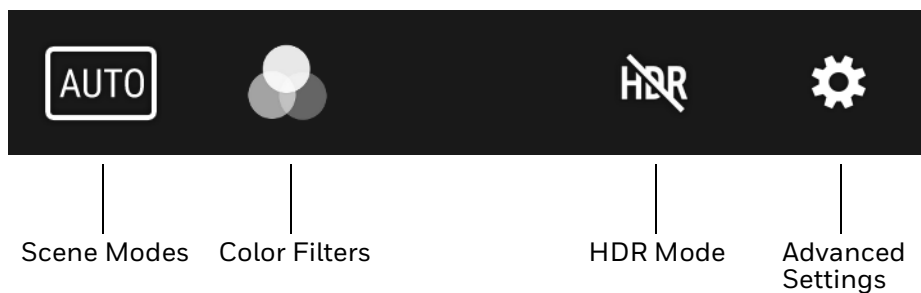 AUTO
HDR
Scene Modes
Color Filters
HDR Mode
Advanced
Settings